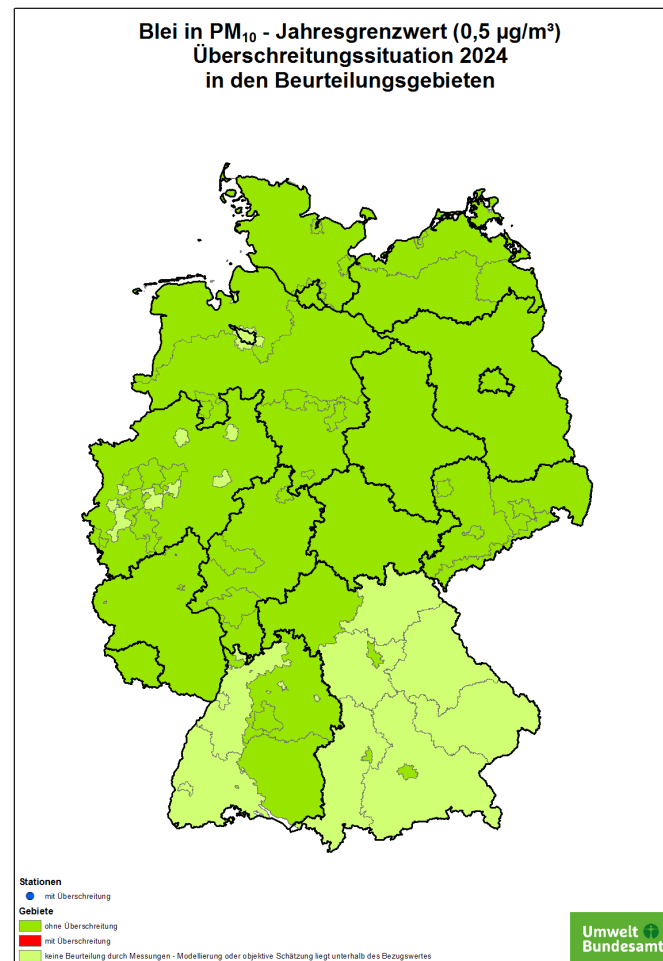 Blei in PM₁₀ - Jahresgrenzwert (0,5 µg/m³)
Überschreitungssituation 2024
in den Beurteilungsgebieten
Stationen
mit Überschreitung
Gebiete
ohne Überschreitung
mit Überschreitung
keine Beurteilung durch Messungen - Modellierung oder objektive Schätzung liegt unterhalb des Bezugswertes
Umwelt
Bundesamt